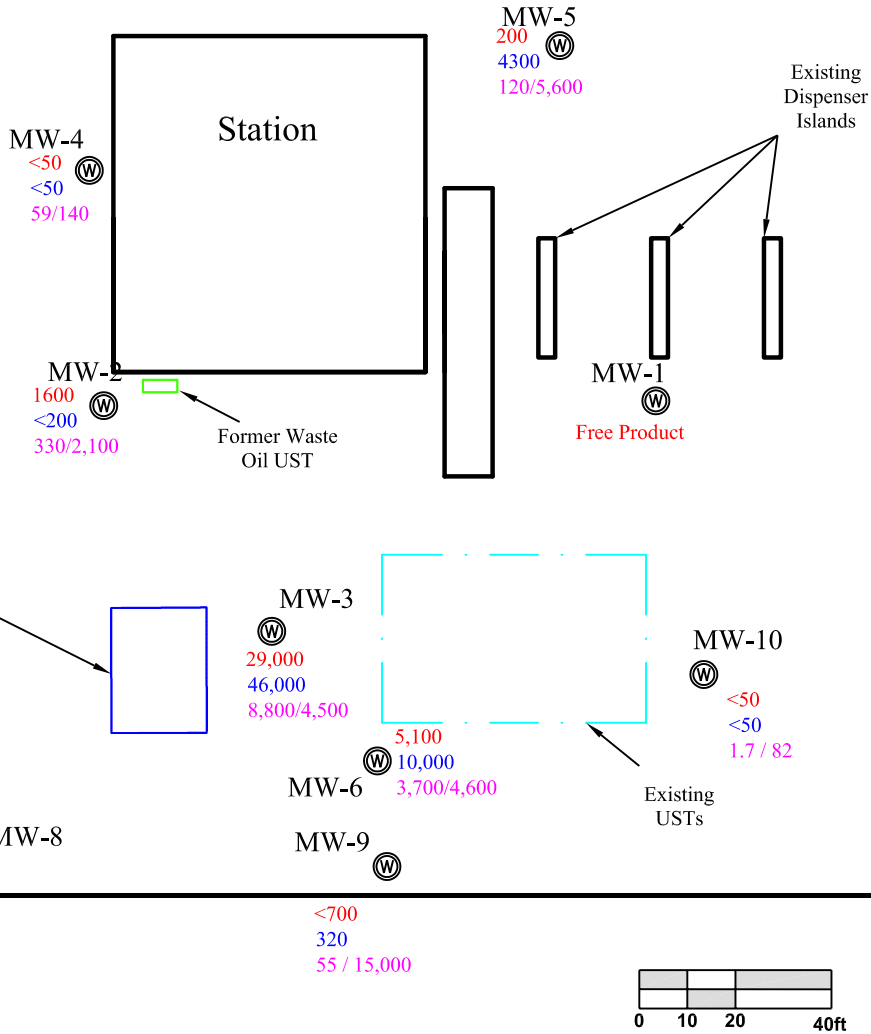 MW-5
200
4300
120/5,600
Existing
Dispenser
Islands
Station
MW-4
<50
<50
59/140
MW-2
1600
<200
330/2,100
Former Waste
Oil UST
MW-1
Free Product
MW-3
29,000
46,000
8,800/4,500
MW-10
<50
<50
1.7 / 82
5,100
10,000
3,700/4,600
MW-6
Existing
USTs
MW-8
MW-9
<700
320
55 / 15,000
0 10 20 40ft